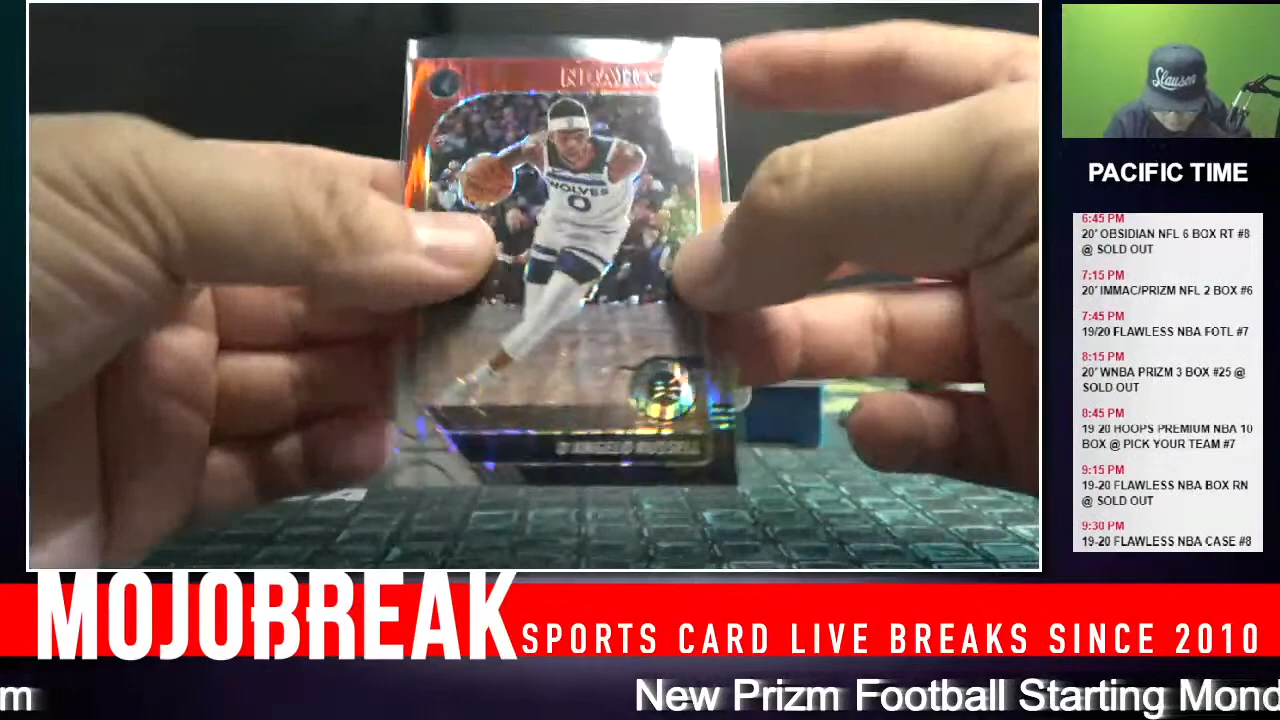 NBA HOOPS
WOLVES
0
D'ANGELO RUSSELL
Slauson
PACIFIC TIME
6:45 PM
20' OBSIDIAN NFL 6 BOX RT #8
@ SOLD OUT
7:15 PM
20' IMMAC/PRIZM NFL 2 BOX #6
7:45 PM
19/20 FLAWLESS NBA FOTL #7
8:15 PM
20' WNBA PRIZM 3 BOX #25 @
SOLD OUT
8:45 PM
19-20 HOOPS PREMIUM NBA 10
BOX @ PICK YOUR TEAM #7
9:15 PM
19-20 FLAWLESS NBA BOX RN
@ SOLD OUT
9:30 PM
19-20 FLAWLESS NBA CASE #8
MOJOBREAK
SPORTS CARD LIVE BREAKS SINCE 2010
m
New Prizm Football Starting Mond